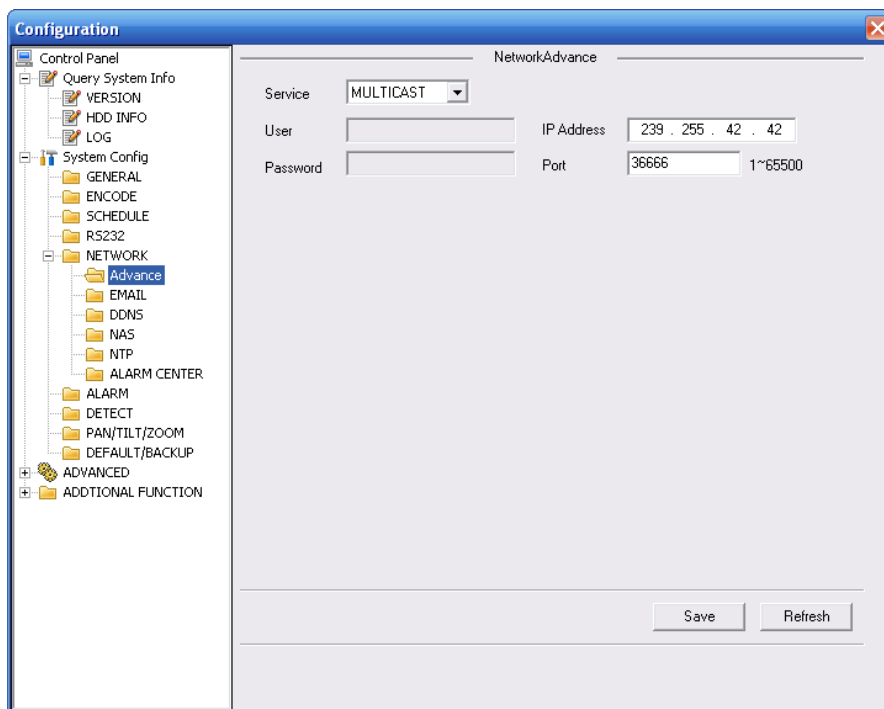 Configuration
Control Panel
Query System Info
VERSION
HDD INFO
LOG
System Config
GENERAL
ENCODE
SCHEDULE
RS232
NETWORK
Advance
EMAIL
DDNS
NAS
NTP
ALARM CENTER
ALARM
DETECT
PAN/TILT/ZOOM
DEFAULT/BACKUP
ADVANCED
ADDTIONAL FUNCTION
NetworkAdvance
Service MULTICAST
User IP Address 239 . 255 . 42 . 42
Password Port 36666 1~65500
Save Refresh